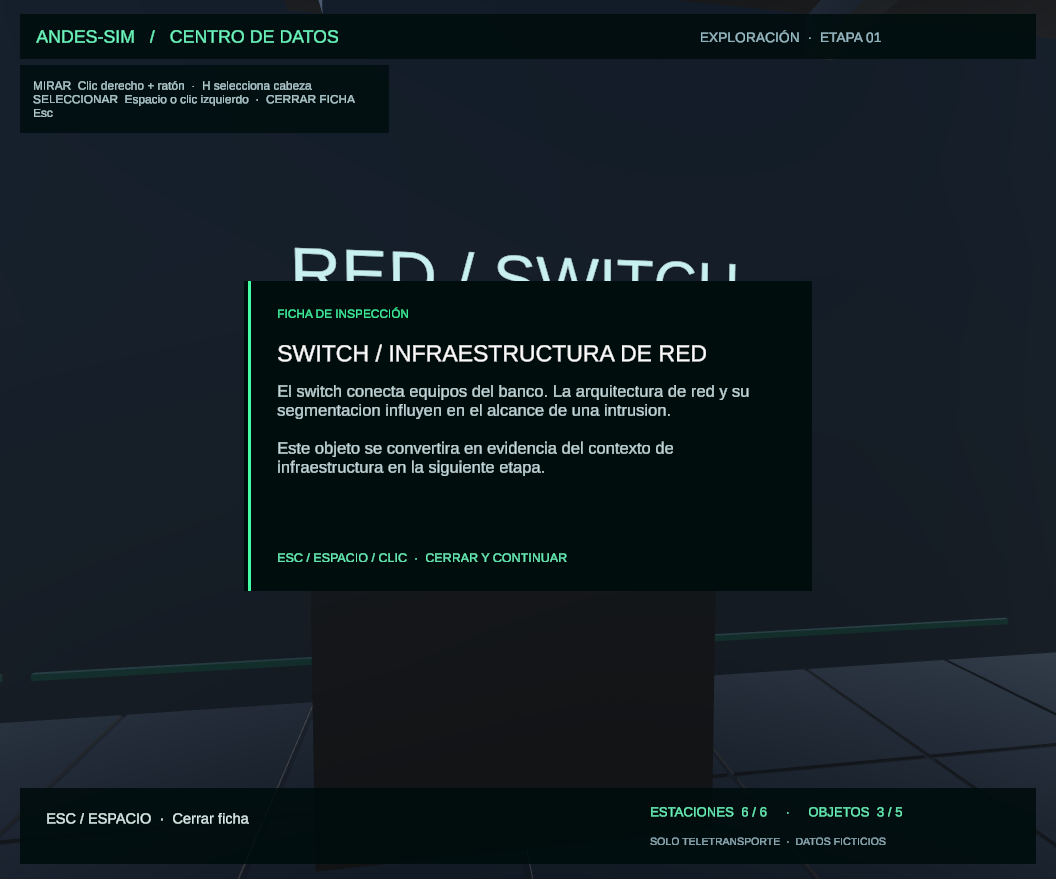 ANDES-SIM / CENTRO DE DATOS
EXPLORACIÓN · ETAPA 01
MIRAR Clic derecho + ratón · H selecciona cabeza
SELECCIONAR Espacio o clic izquierdo · CERRAR FICHA
Esc
RED / SWITCH
FICHA DE INSPECCIÓN
SWITCH / INFRAESTRUCTURA DE RED
El switch conecta equipos del banco. La arquitectura de red y su
segmentacion influyen en el alcance de una intrusion.
Este objeto se convertira en evidencia del contexto de
infraestructura en la siguiente etapa.
ESC / ESPACIO / CLIC · CERRAR Y CONTINUAR
ESC / ESPACIO · Cerrar ficha
ESTACIONES 6 / 6 · OBJETOS 3 / 5
SOLO TELETRANSPORTE · DATOS FICTICIOS